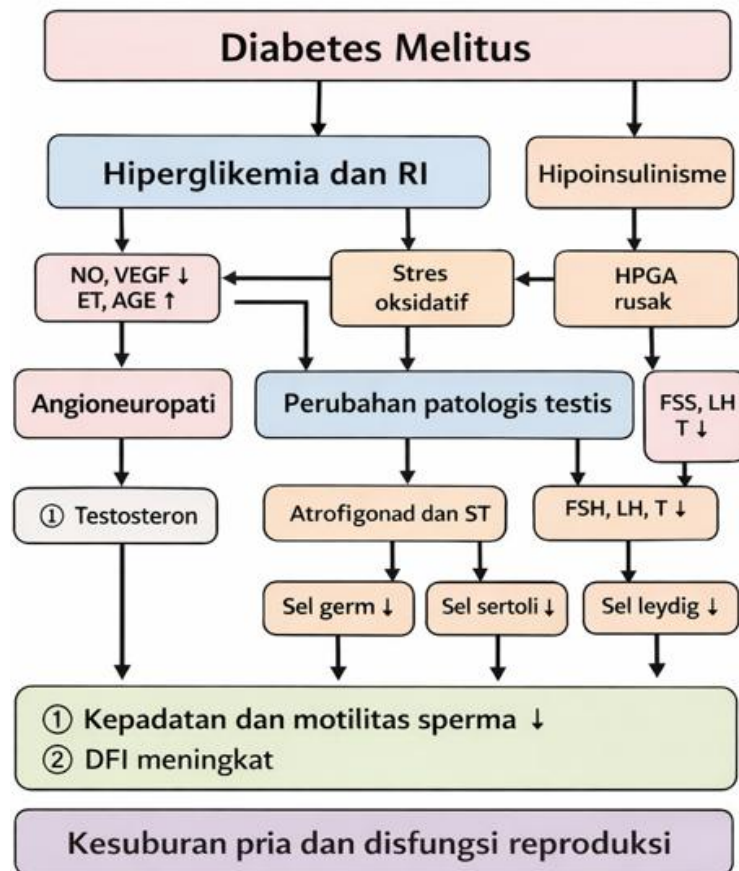 Diabetes Melitus
Hiperglikemia dan RI
Hipoinsulinisme
NO, VEGF ↓
ET, AGE ↑
Stres
oksidatif
HPGA
rusak
Angioneuropati
Perubahan patologis testis
FSS, LH
T ↓
① Testosteron
Atrofigonad dan ST
FSH, LH, T ↓
Sel germ ↓
Sel sertoli ↓
Sel leydig ↓
① Kepadatan dan motilitas sperma ↓
② DFI meningkat
Kesuburan pria dan disfungsi reproduksi